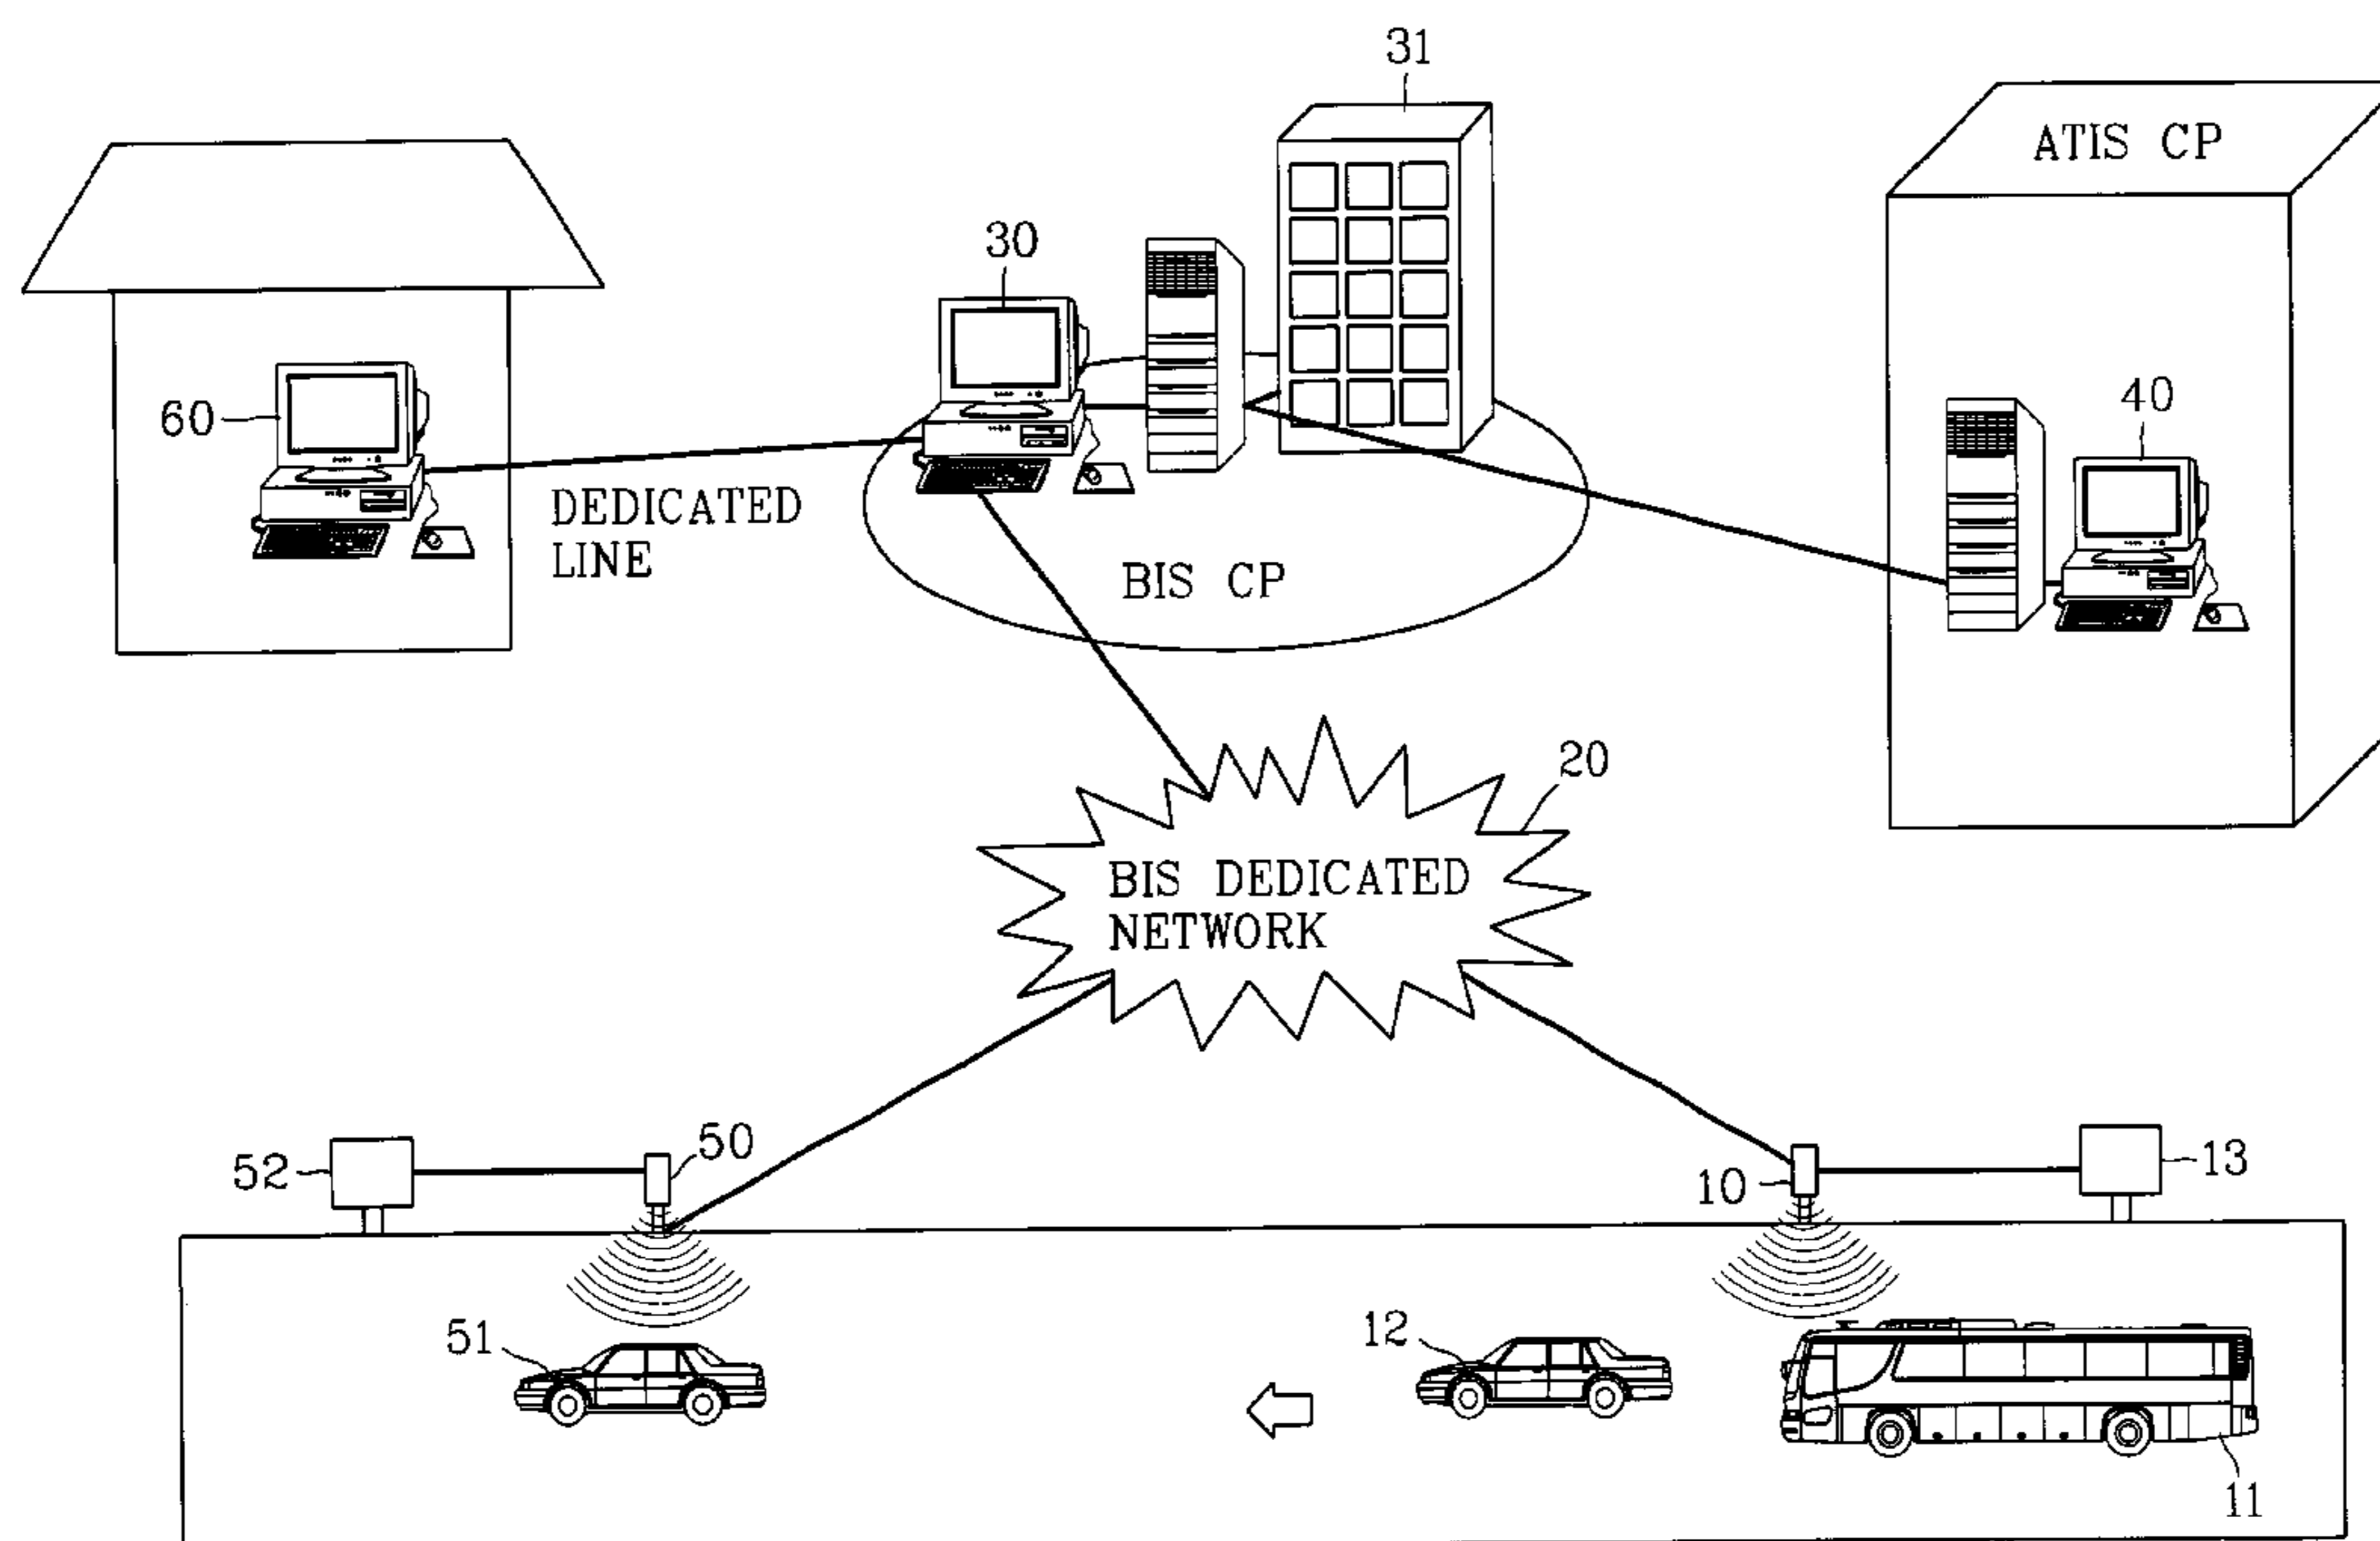 31
ATIS CP
30
60
40
DEDICATED
LINE
BIS CP
20
BIS DEDICATED
NETWORK
52
50
10
13
51
12
11